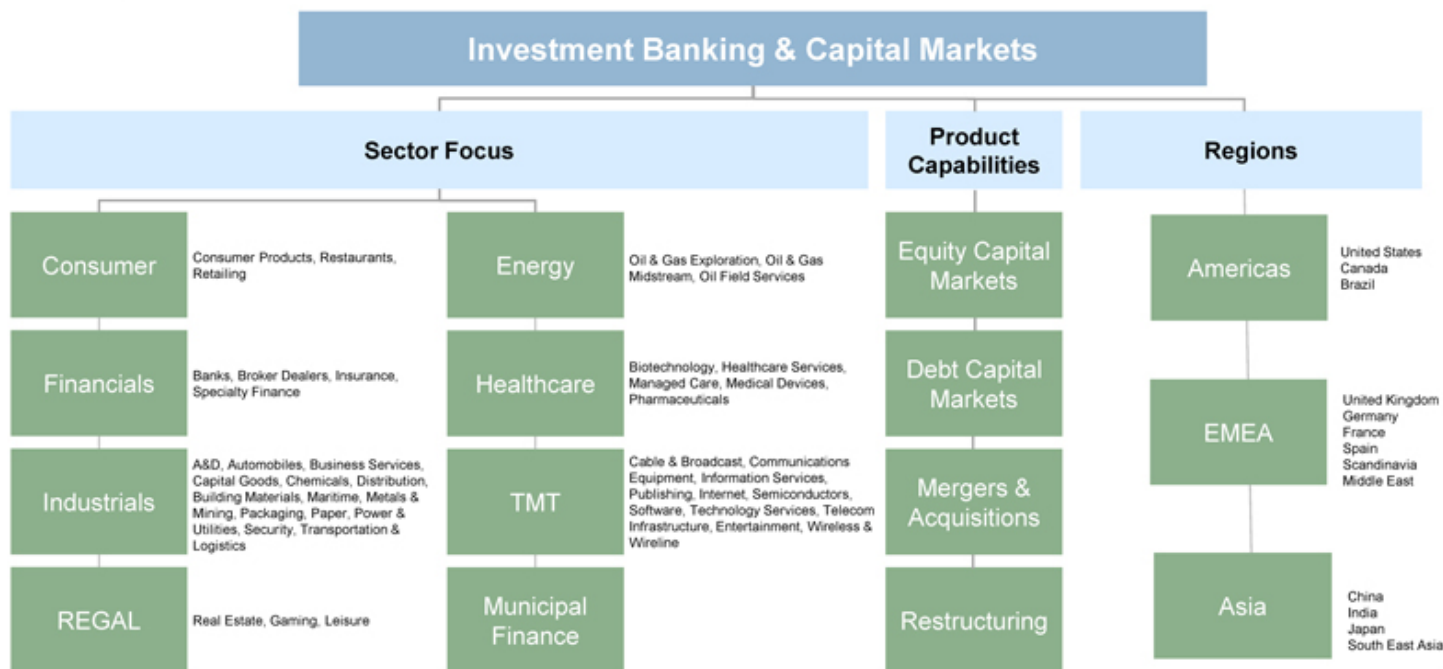 Investment Banking & Capital Markets
Sector Focus
Product
Capabilities
Regions
Consumer
Consumer Products, Restaurants,
Retailing
Energy
Oil & Gas Exploration, Oil & Gas
Midstream, Oil Field Services
Equity Capital
Markets
Americas
United States
Canada
Brazil
Financials
Banks, Broker Dealers, Insurance,
Specialty Finance
Healthcare
Biotechnology, Healthcare Services,
Managed Care, Medical Devices,
Pharmaceuticals
Debt Capital
Markets
EMEA
United Kingdom
Germany
France
Spain
Scandinavia
Middle East
Industrials
A&D, Automobiles, Business Services,
Capital Goods, Chemicals, Distribution,
Building Materials, Maritime, Metals &
Mining, Packaging, Paper, Power &
Utilities, Security, Transportation &
Logistics
TMT
Cable & Broadcast, Communications
Equipment, Information Services,
Publishing, Internet, Semiconductors,
Software, Technology Services, Telecom
Infrastructure, Entertainment, Wireless &
Wireline
Mergers &
Acquisitions
REGAL
Real Estate, Gaming, Leisure
Municipal
Finance
Restructuring
Asia
China
India
Japan
South East Asia